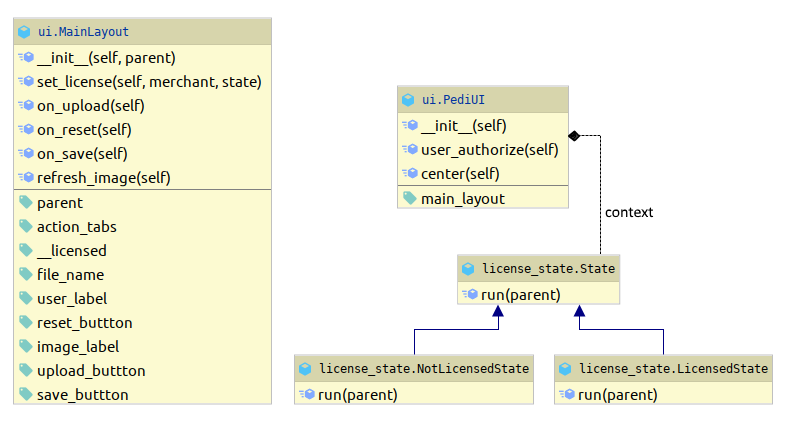 ui.MainLayout
__init__(self, parent)
set_license(self, merchant, state)
on_upload(self)
on_reset(self)
on_save(self)
refresh_image(self)
parent
action_tabs
__licensed
file_name
user_label
reset_buttton
image_label
upload_buttton
save_buttton
ui.PediUI
__init__(self)
user_authorize(self)
center(self)
main_layout
context
license_state.State
run(parent)
license_state.NotLicensedState
run(parent)
license_state.LicensedState
run(parent)